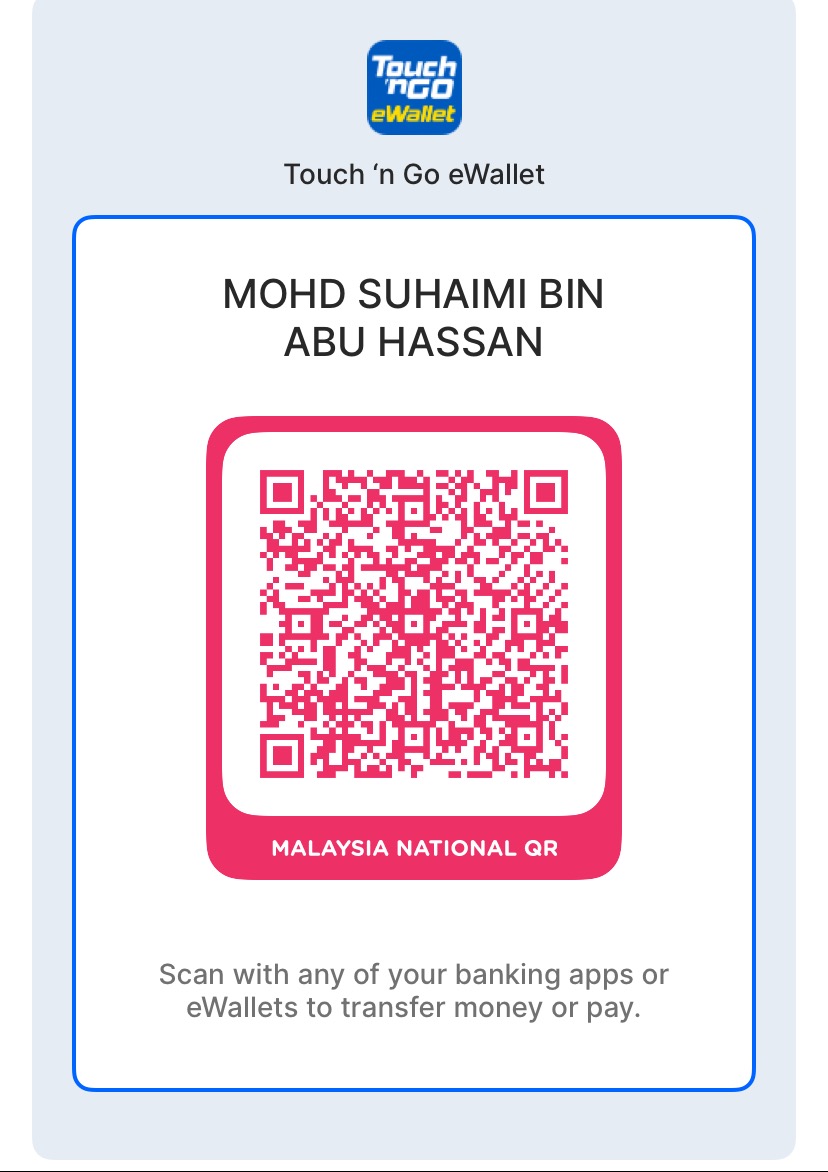 Touch
'nGO
eWallet
Touch ‘n Go eWallet
MOHD SUHAIMI BIN
ABU HASSAN
MALAYSIA NATIONAL QR
Scan with any of your banking apps or
eWallets to transfer money or pay.